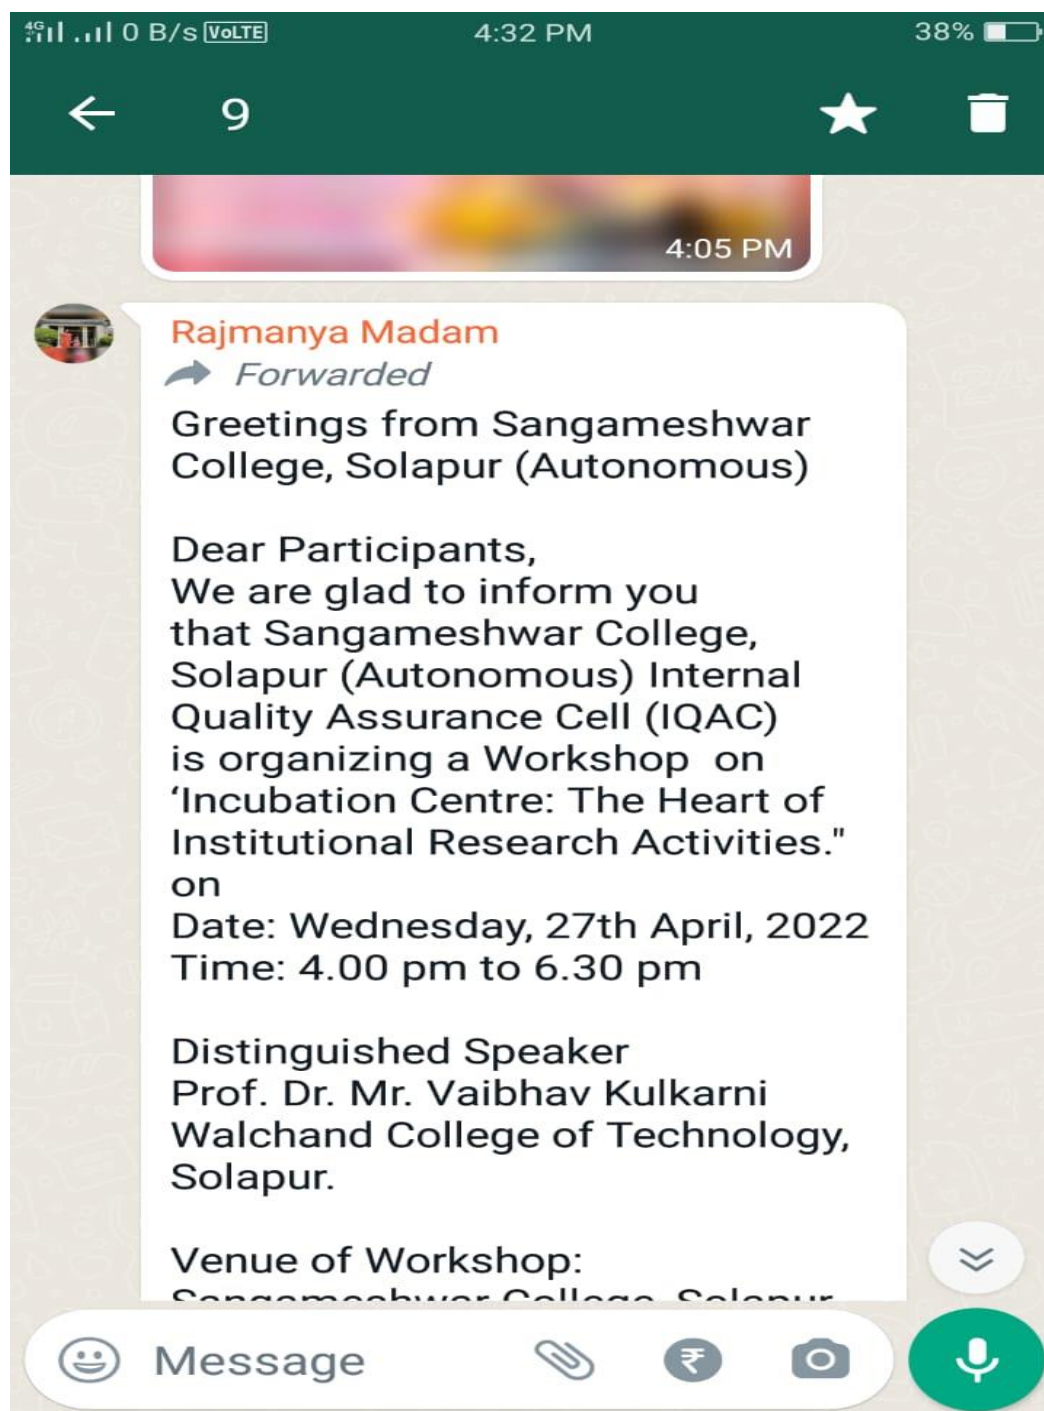 4G 0 B/s VoLTE 4:32 PM 38%
9
4:05 PM
Rajmanya Madam
Forwarded
Greetings from Sangameshwar
College, Solapur (Autonomous)
Dear Participants,
We are glad to inform you
that Sangameshwar College,
Solapur (Autonomous) Internal
Quality Assurance Cell (IQAC)
is organizing a Workshop  on
‘Incubation Centre: The Heart of
Institutional Research Activities."
on
Date: Wednesday, 27th April, 2022
Time: 4.00 pm to 6.30 pm
Distinguished Speaker
Prof. Dr. Mr. Vaibhav Kulkarni
Walchand College of Technology,
Solapur.
Venue of Workshop:
Sangameshwar College, Solapur
Message
₹